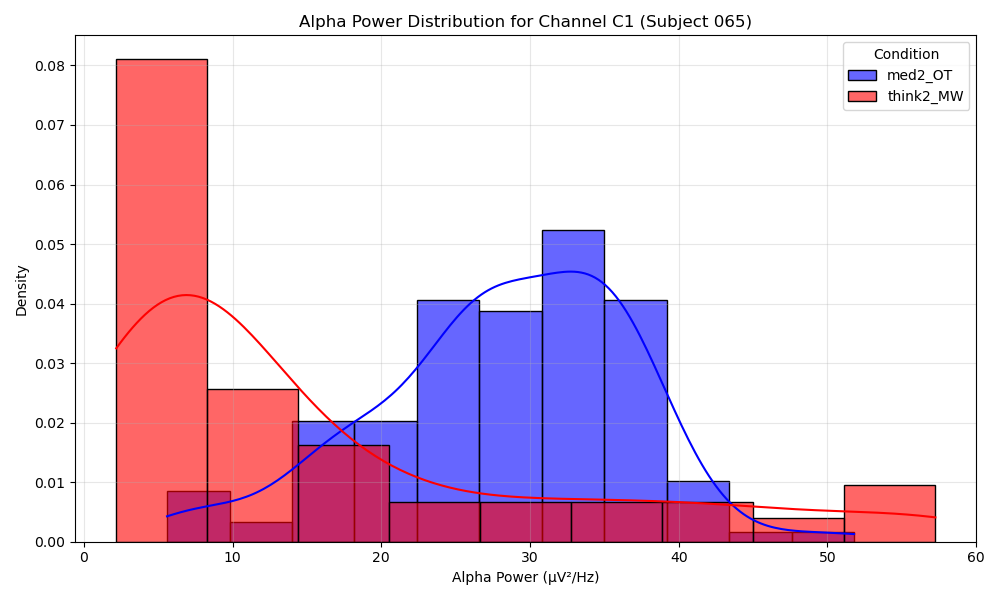 Alpha Power Distribution for Channel C1 (Subject 065)
Condition
med2_OT
think2_MW
Density
0.08
0.07
0.06
0.05
0.04
0.03
0.02
0.01
0.00
0 10 20 30 40 50 60
Alpha Power (μV²/Hz)